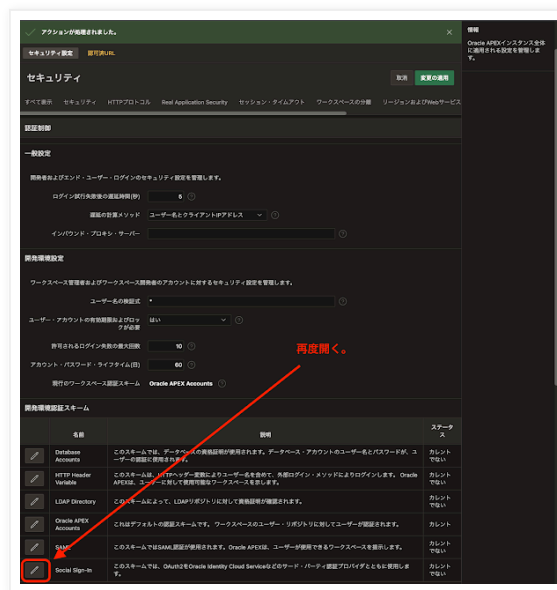 アクションが処理されました。
セキュリティ設定 許可済URL
セキュリティ
取消 変更の適用
すべて表示 セキュリティ HTTPプロトコル Real Application Security セッション・タイムアウト ワークスペースの分離 リージョンおよびWebサービス
認証制御
一般設定
開発者およびエンド・ユーザー・ログインのセキュリティ設定を管理します。
ログイン試行失敗後の遅延時間(秒) 5
遅延の計算メソッド ユーザー名とクライアントIPアドレス
インバウンド・プロキシ・サーバー
開発環境設定
ワークスペース管理者およびワークスペース開発者のアカウントに対するセキュリティ設定を管理します。
ユーザー名の検証式 *
ユーザー・アカウントの有効期限およびロッ
クが必要
はい
許可されるログイン失敗の最大回数 10
アカウント・パスワード・ライフタイム(日) 60
現行のワークスペース認証スキーム Oracle APEX Accounts
再度開く。
開発環境認証スキーム
名前 説明 ステータ
ス
Database
Accounts
このスキームでは、データベースの資格証明が使用されます。データベース・アカウントのユーザー名とパスワードが、ユ
ーザーの認証に使用されます。
カレント
でない
HTTP Header
Variable
このスキームは、HTTPヘッダー変数によりユーザー名を含めて、外部ログイン・メソッドによりログインします。 Oracle
APEXは、ユーザーに対して使用可能なワークスペースを示します。
カレント
でない
LDAP Directory
このスキームによって、LDAPリポジトリに対して資格証明が確認されます。
カレント
でない
Oracle APEX
Accounts
これはデフォルトの認証スキームです。 ワークスペースのユーザー・リポジトリに対してユーザーが認証されます。
カレント
SAML
このスキームではSAML認証が使用されます。Oracle APEXは、ユーザーが使用できるワークスペースを提示します。
カレント
でない
Social Sign-In
このスキームでは、OAuth2をOracle Identity Cloud Serviceなどのサード・パーティ認証プロバイダとともに使用しま
す。
カレント
でない
情報
Oracle APEXインスタンス全体
に適用される設定を管理しま
す。